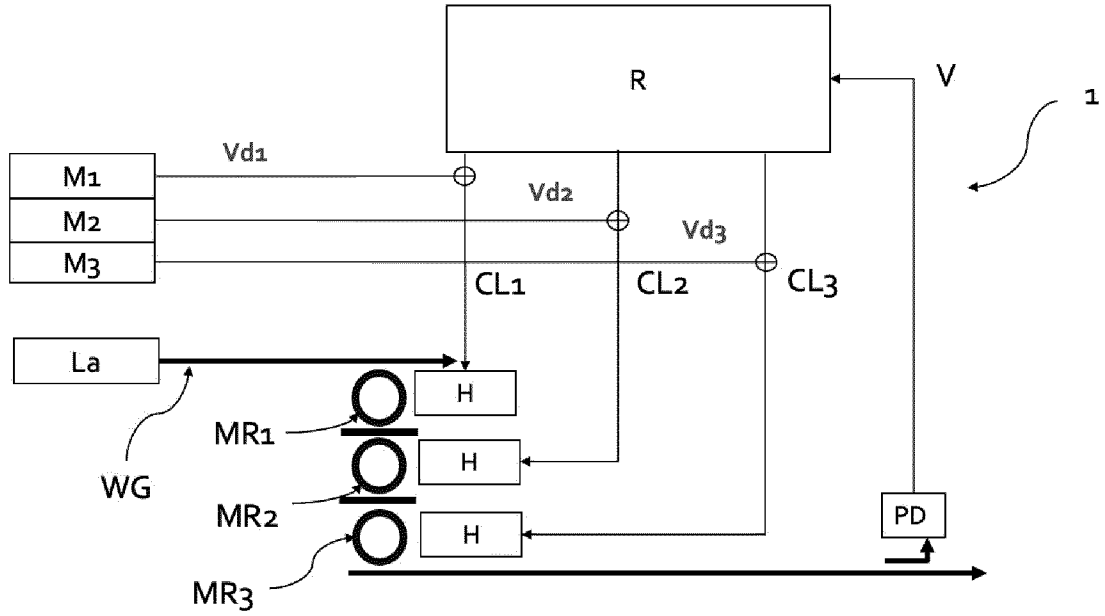 R
V
1
Vd1
M1
Vd2
M2
Vd3
M3
CL1
CL2
CL3
La
H
MR1
H
WG
MR2
PD
H
MR3